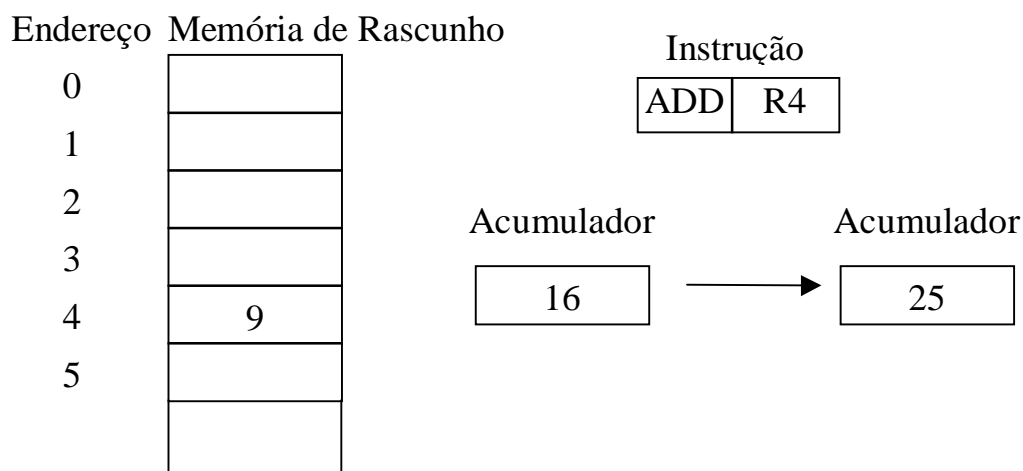 Endereço Memória de Rascunho
Instrução
0
ADD R4
1
2
Acumulador Acumulador
3
16 25
4 9
5